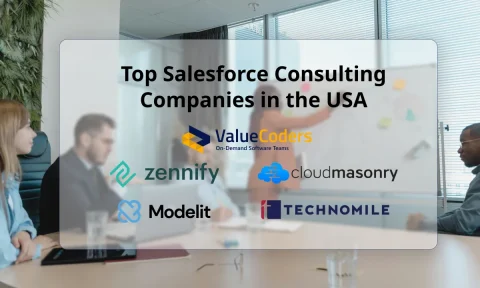 Top Salesforce Consulting
Companies in the USA
ValueCoders
On-Demand Software Teams
zennify
cloudmasonry
Modelit
TECHNOMILE